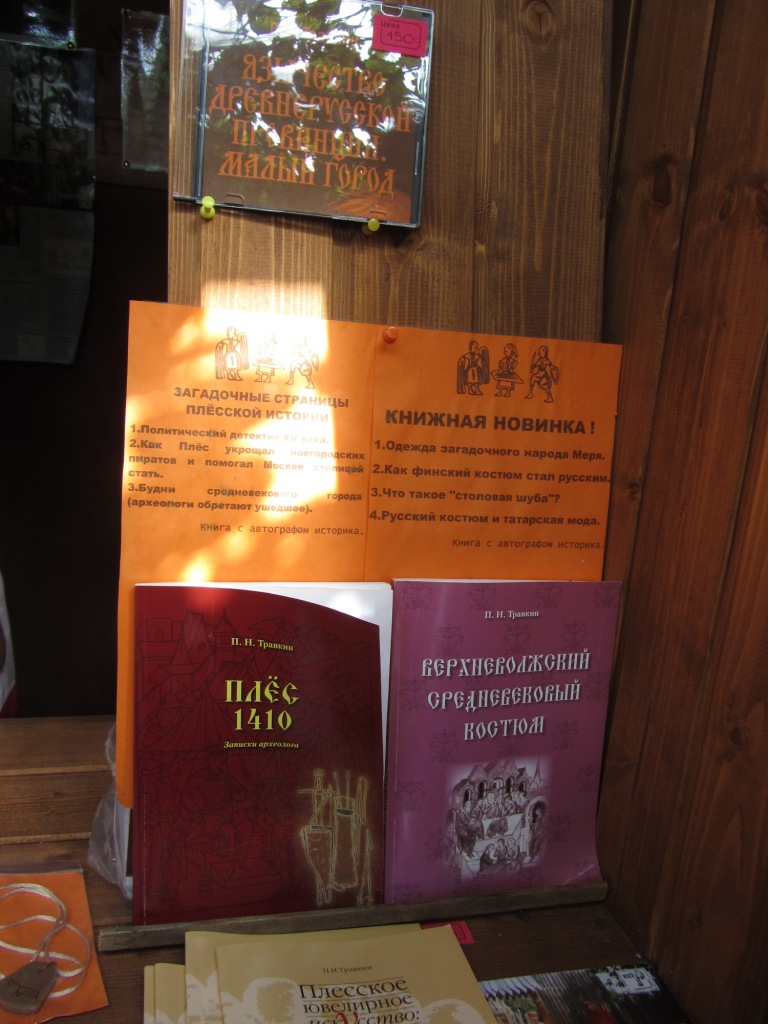 Цена
150=
ЯЗЫЧЕСТВО
ДРЕВНЕРУССКОЙ
ПРОВИНЦИИ.
МАЛЫЙ ГОРОД
ЗАГАДОЧНЫЕ СТРАНИЦЫ
ПЛЁССКОЙ ИСТОРИИ
1.Политический детектив XV века.
2.Как Плёс укрощал новгородских
пиратов и помогал Москве столицей
стать.
3.Будни средневекового города
(археологи обретают ушедшее).
Книга с автографом историка.
КНИЖНАЯ НОВИНКА !
1.Одежда загадочного народа Меря.
2.Как финский костюм стал русским.
3.Что такое "столовая шуба"?
4.Русский костюм и татарская мода.
Книга с автографом историка.
П. Н. Травкин
ПЛЁС
1410
Записки археолога
П. Н. Травкин
ВЕРХНЕВОЛЖСКИЙ
СРЕДНЕВЕКОВЫЙ
КОСТЮМ
П.Н.Травкин
Плесское
ювелирное
искусство: